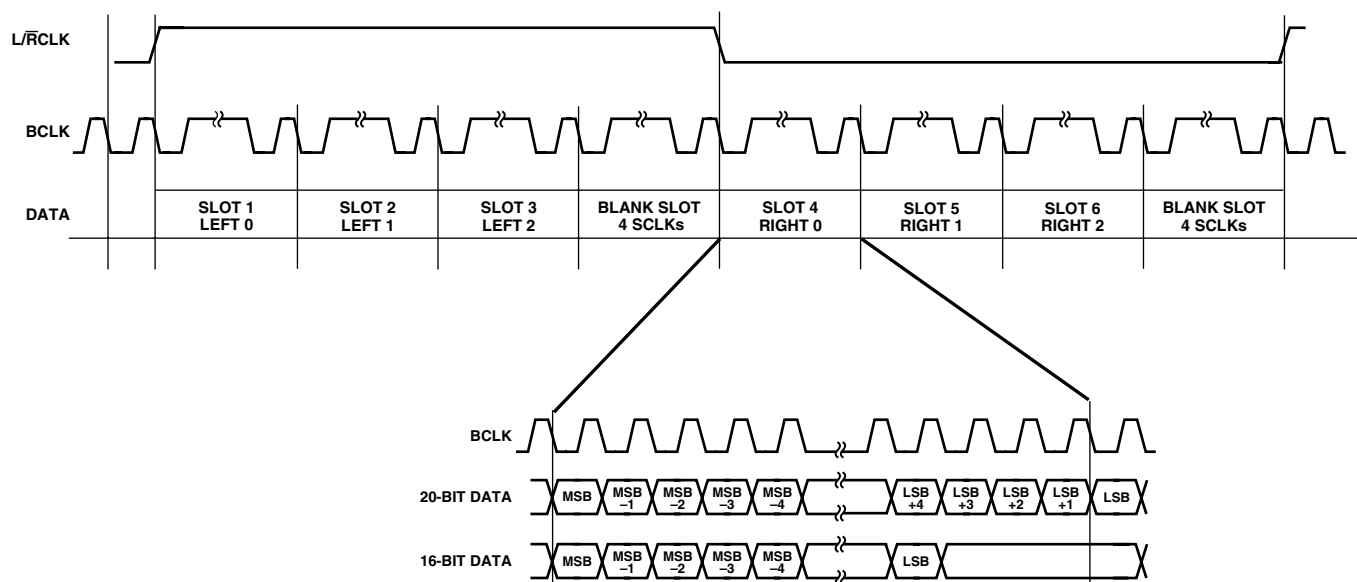 L/R̅CLK
BCLK
DATA
SLOT 1
LEFT 0
SLOT 2
LEFT 1
SLOT 3
LEFT 2
BLANK SLOT
4 SCLKs
SLOT 4
RIGHT 0
SLOT 5
RIGHT 1
SLOT 6
RIGHT 2
BLANK SLOT
4 SCLKs
BCLK
20-BIT DATA
MSB
MSB
–1
MSB
–2
MSB
–3
MSB
–4
LSB
+4
LSB
+3
LSB
+2
LSB
+1
LSB
16-BIT DATA
MSB
MSB
–1
MSB
–2
MSB
–3
MSB
–4
LSB